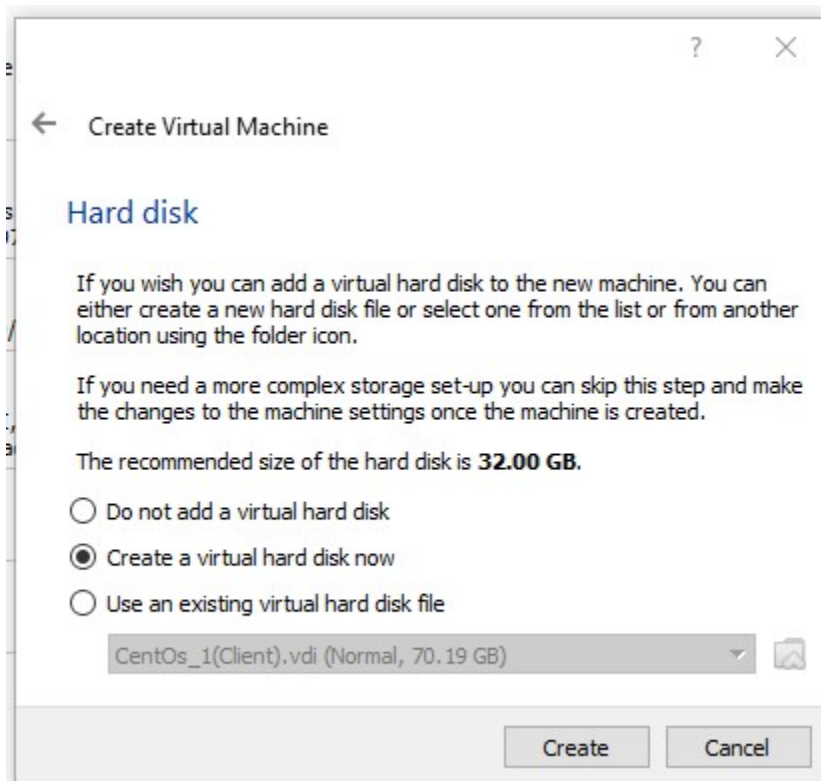 ?
Create Virtual Machine
Hard disk
If you wish you can add a virtual hard disk to the new machine. You can
either create a new hard disk file or select one from the list or from another
location using the folder icon.
If you need a more complex storage set-up you can skip this step and make
the changes to the machine settings once the machine is created.
The recommended size of the hard disk is 32.00 GB.
Do not add a virtual hard disk
Create a virtual hard disk now
Use an existing virtual hard disk file
CentOs_1(Client).vdi (Normal, 70.19 GB)
Create Cancel